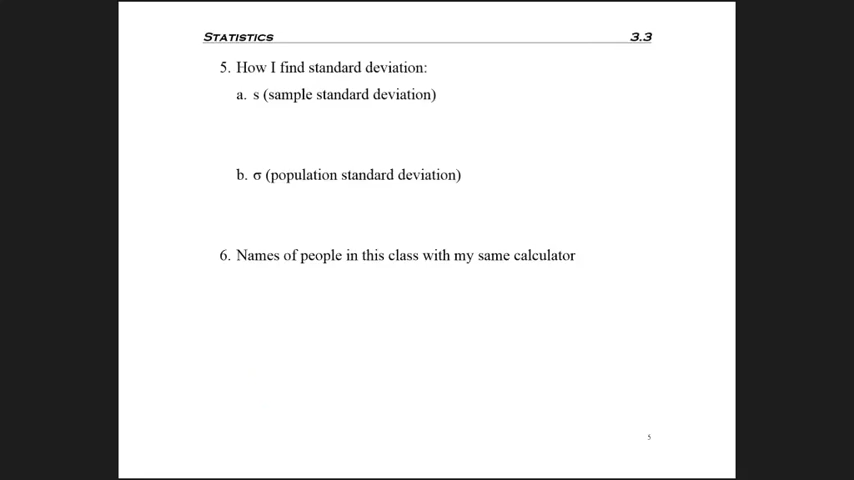 STATISTICS 3.3
5. How I find standard deviation:
a. s (sample standard deviation)
b. σ (population standard deviation)
6. Names of people in this class with my same calculator
5